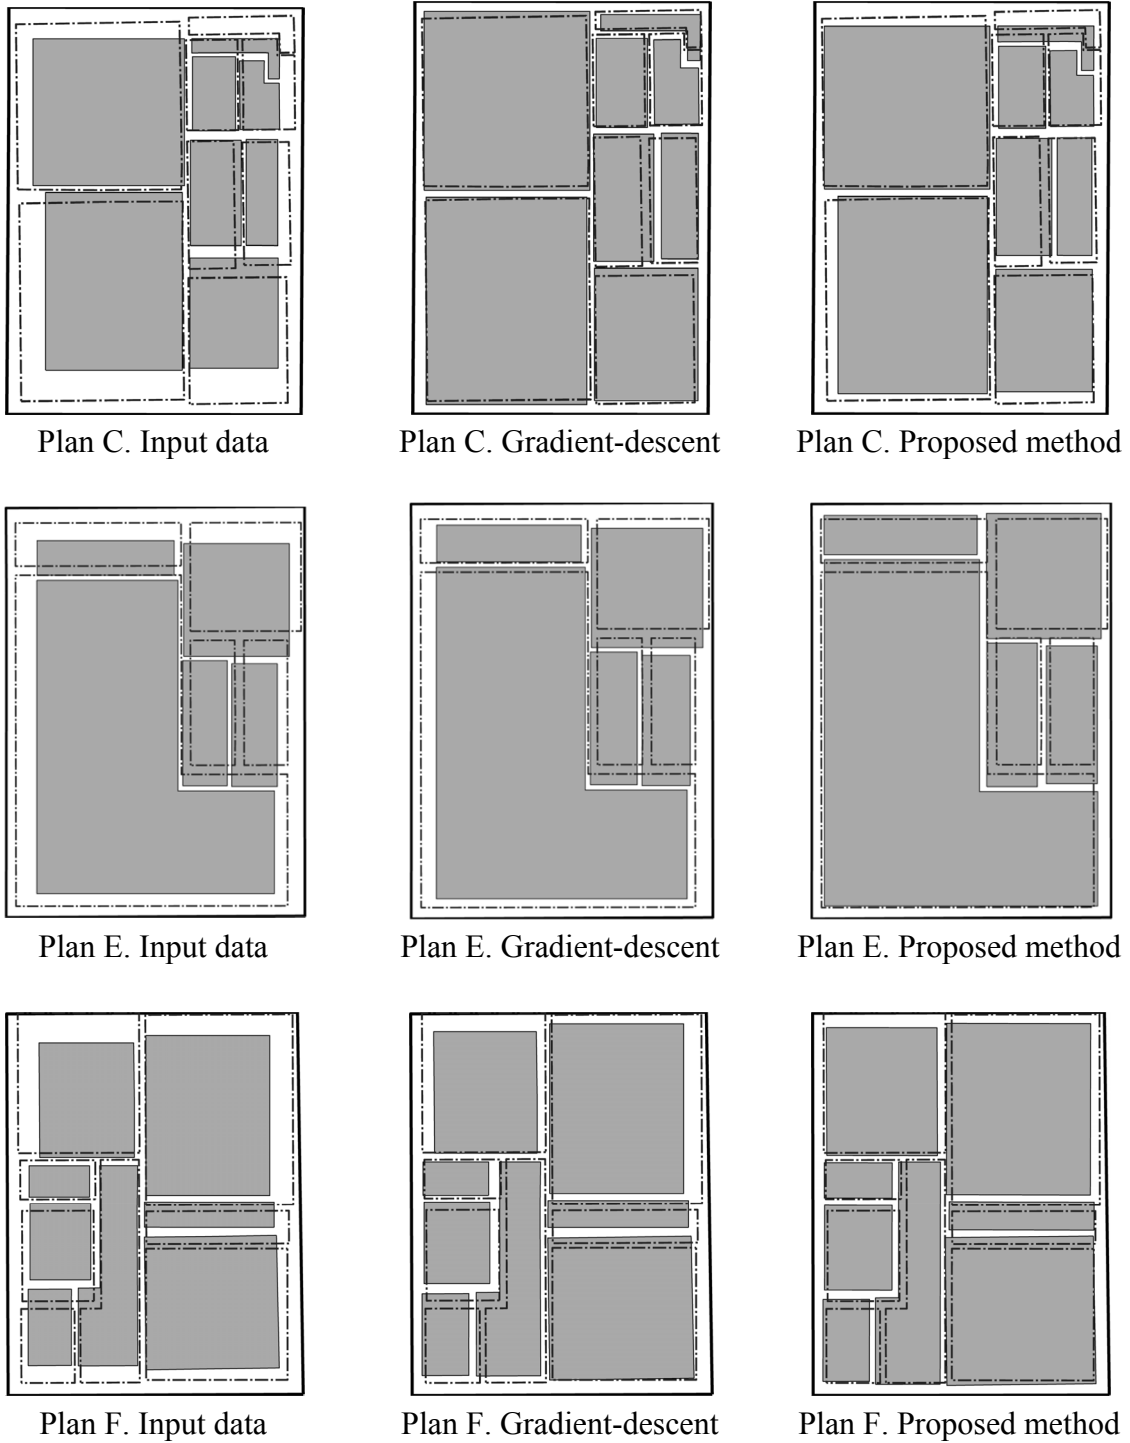 Plan C. Input data
Plan C. Gradient-descent
Plan C. Proposed method
Plan E. Input data
Plan E. Gradient-descent
Plan E. Proposed method
Plan F. Input data
Plan F. Gradient-descent
Plan F. Proposed method